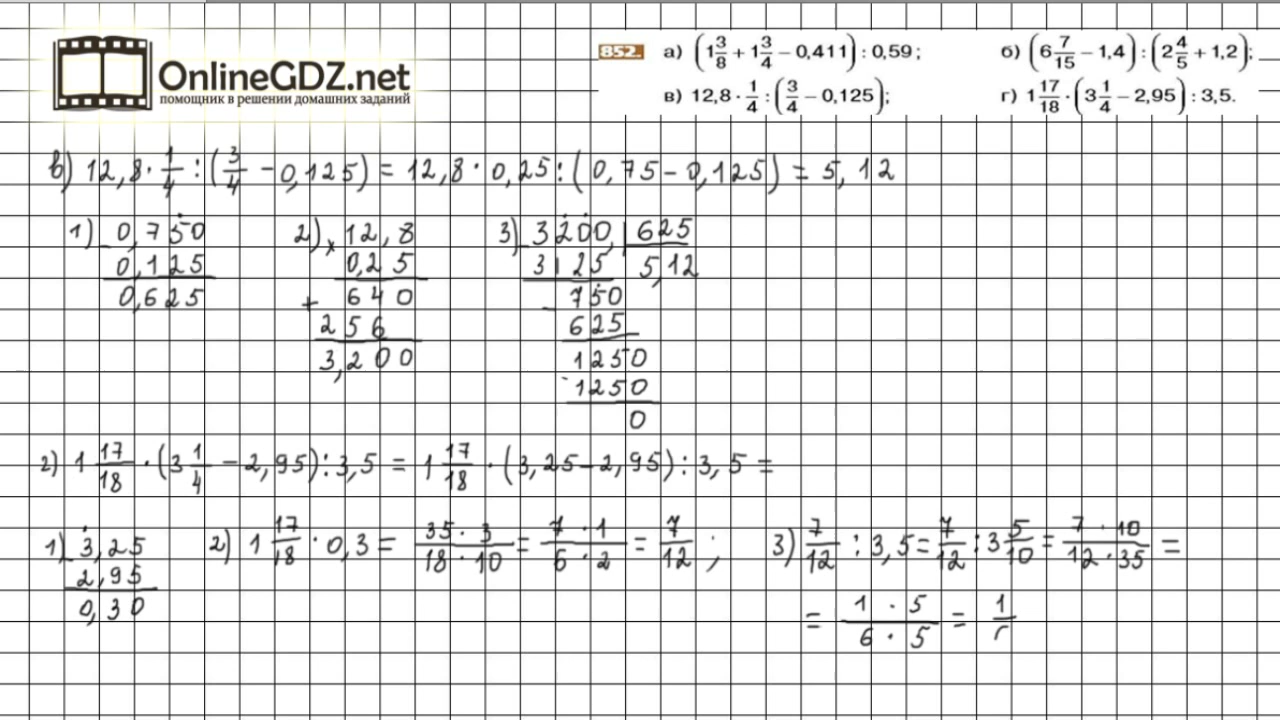 OnlineGDZ.net
помощник в решении домашних заданий
852. а) (1 3/8 + 1 3/4 − 0,411) : 0,59; б) (6 7/15 − 1,4) : (2 4/5 + 1,2);
в) 12,8 · 1/4 : (3/4 − 0,125); г) 1 17/18 · (3 1/4 − 2,95) : 3,5.
в) 12,8 · 1/4 : (3/4 − 0,125) = 12,8 · 0,25 : (0,75 − 0,125) = 5,12
1) 0,750 2) × 12,8 3) 3200, 625
− 0,125 0,25 − 3125 5,12
0,625 + 640 − 750
256 625
3,200 1250
− 1250
0
г) 1 17/18 · (3 1/4 − 2,95) : 3,5 = 1 17/18 · (3,25 − 2,95) : 3,5 =
1) 3,25 2) 1 17/18 · 0,3 = 35 · 3 / 18 · 10 = 7 · 1 / 6 · 2 = 7/12 ; 3) 7/12 : 3,5 = 7/12 : 3 5/10 = 7 · 10 / 12 · 35 =
− 2,95
0,30 = 1 · 5 / 6 · 5 = 1/